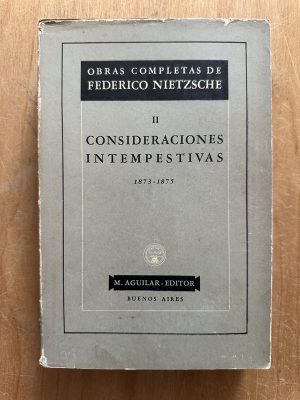 OBRAS COMPLETAS DE
FEDERICO NIETZSCHE
II
CONSIDERACIONES
INTEMPESTIVAS
1873-1875
M. AGUILAR-EDITOR
BUENOS AIRES